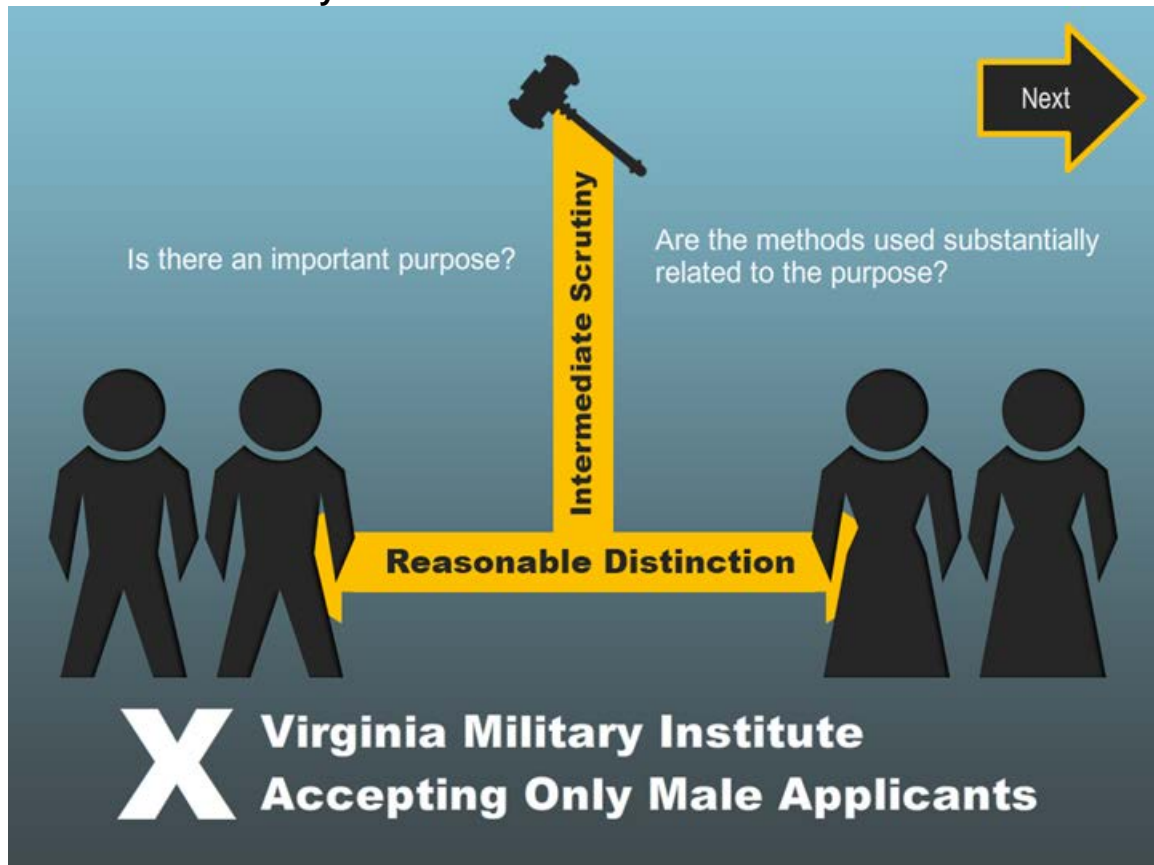 Next
Is there an important purpose?
Intermediate Scrutiny
Are the methods used substantially
related to the purpose?
Reasonable Distinction
X Virginia Military Institute
Accepting Only Male Applicants